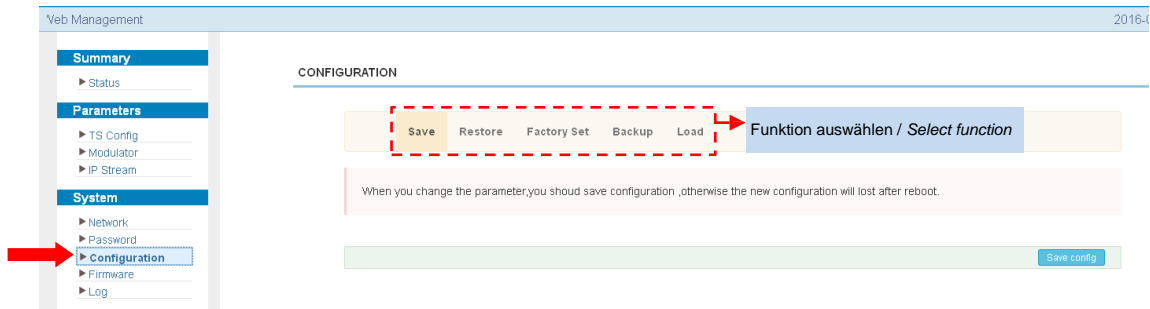 Web Management
2016-0
Summary
Status
Parameters
TS Config
Modulator
IP Stream
System
Network
Password
Configuration
Firmware
Log
CONFIGURATION
Save Restore Factory Set Backup Load
Funktion auswählen / Select function
When you change the parameter,you shoud save configuration ,otherwise the new configuration will lost after reboot.
Save config